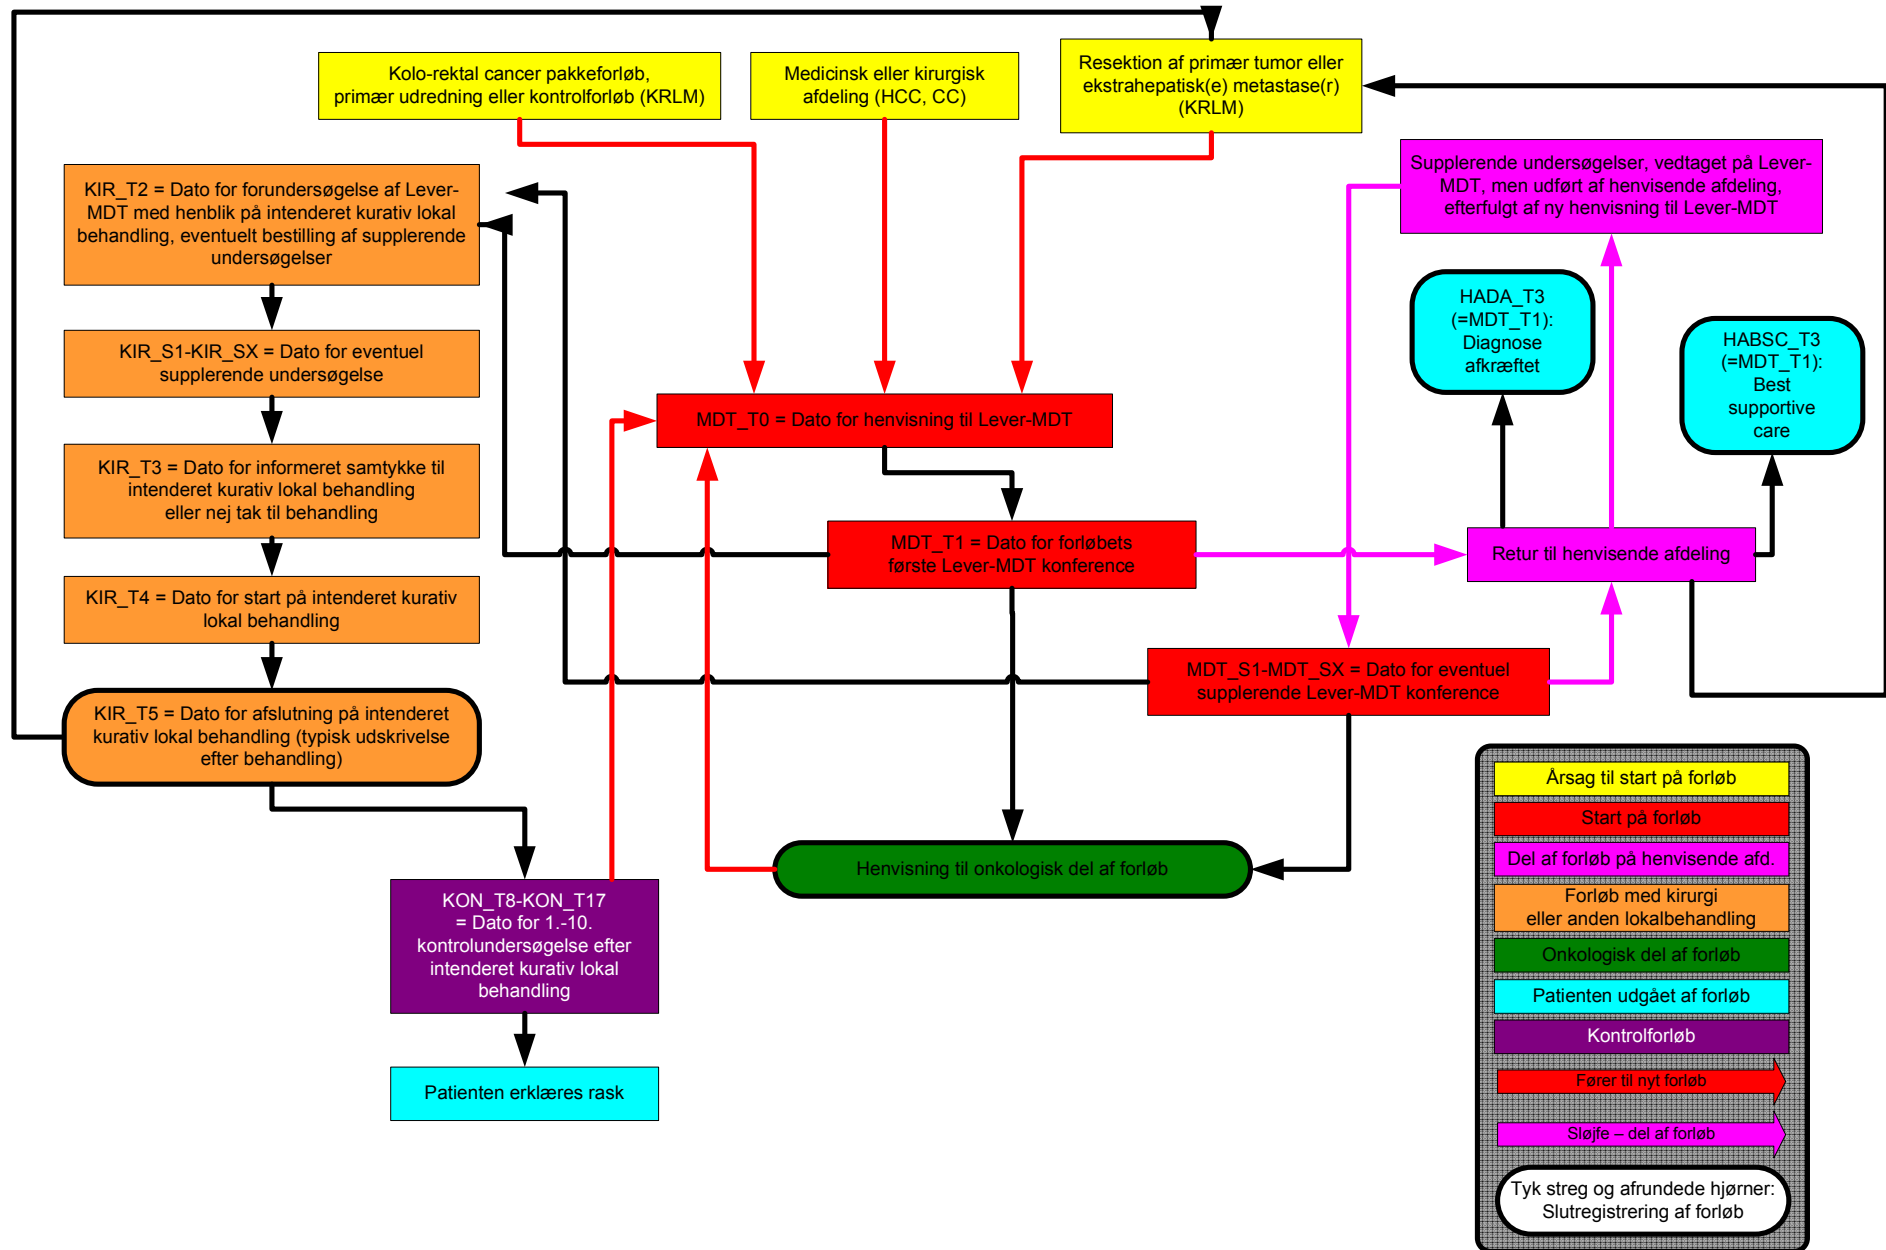 Kolo-rektal cancer pakkeforløb,
primær udredning eller kontrolforløb (KRLM)
Medicinsk eller kirurgisk
afdeling (HCC, CC)
Resektion af primær tumor eller
ekstrahepatisk(e) metastase(r)
(KRLM)
KIR_T2 = Dato for forundersøgelse af Lever-
MDT med henblik på intenderet kurativ lokal
behandling, eventuelt bestilling af supplerende
undersøgelser
Supplerende undersøgelser, vedtaget på Lever-
MDT, men udført af henvisende afdeling,
efterfulgt af ny henvisning til Lever-MDT
HADA_T3
(=MDT_T1):
Diagnose
afkræftet
HABSC_T3
(=MDT_T1):
Best
supportive
care
KIR_S1-KIR_SX = Dato for eventuel
supplerende undersøgelse
MDT_T0 = Dato for henvisning til Lever-MDT
KIR_T3 = Dato for informeret samtykke til
intenderet kurativ lokal behandling
eller nej tak til behandling
MDT_T1 = Dato for forløbets
første Lever-MDT konference
Retur til henvisende afdeling
KIR_T4 = Dato for start på intenderet kurativ
lokal behandling
MDT_S1-MDT_SX = Dato for eventuel
supplerende Lever-MDT konference
KIR_T5 = Dato for afslutning på intenderet
kurativ lokal behandling (typisk udskrivelse
efter behandling)
Henvisning til onkologisk del af forløb
KON_T8-KON_T17
= Dato for 1.-10.
kontrolundersøgelse efter
intenderet kurativ lokal
behandling
Patienten erklæres rask
Årsag til start på forløb
Start på forløb
Del af forløb på henvisende afd.
Forløb med kirurgi
eller anden lokalbehandling
Onkologisk del af forløb
Patienten udgået af forløb
Kontrolforløb
Fører til nyt forløb
Sløjfe – del af forløb
Tyk streg og afrundede hjørner:
Slutregistrering af forløb